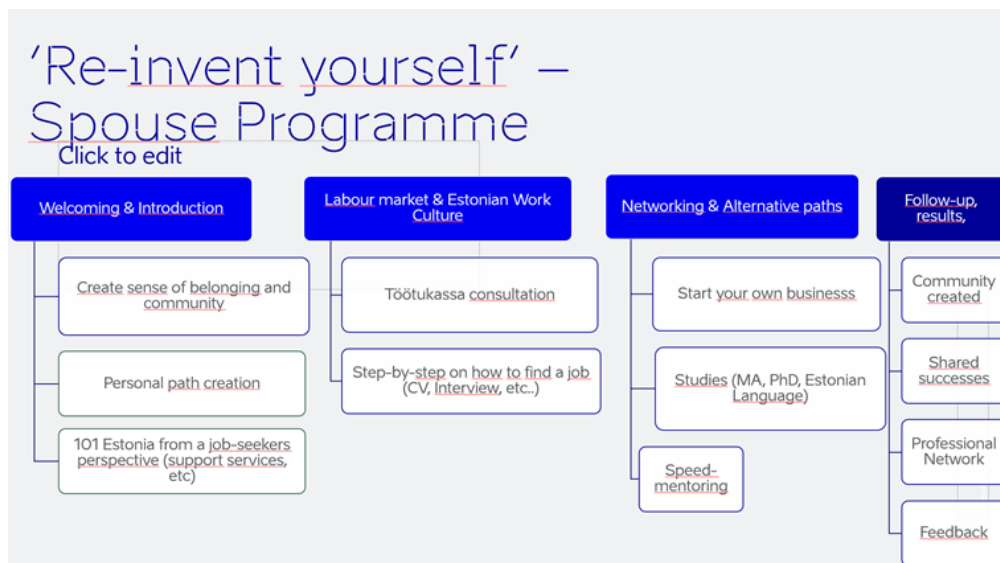 ‘Re-invent yourself’ –
Spouse Programme
Click to edit
Welcoming & Introduction
Create sense of belonging and
community
Personal path creation
101 Estonia from a job-seekers
perspective (support services,
etc)
Labour market & Estonian Work
Culture
Töötukassa consultation
Step-by-step on how to find a job
(CV, Interview, etc..)
Networking & Alternative paths
Start your own businesss
Studies (MA, PhD, Estonian
Language)
Speed-
mentoring
Follow-up,
results,
Community
created
Shared
successes
Professional
Network
Feedback